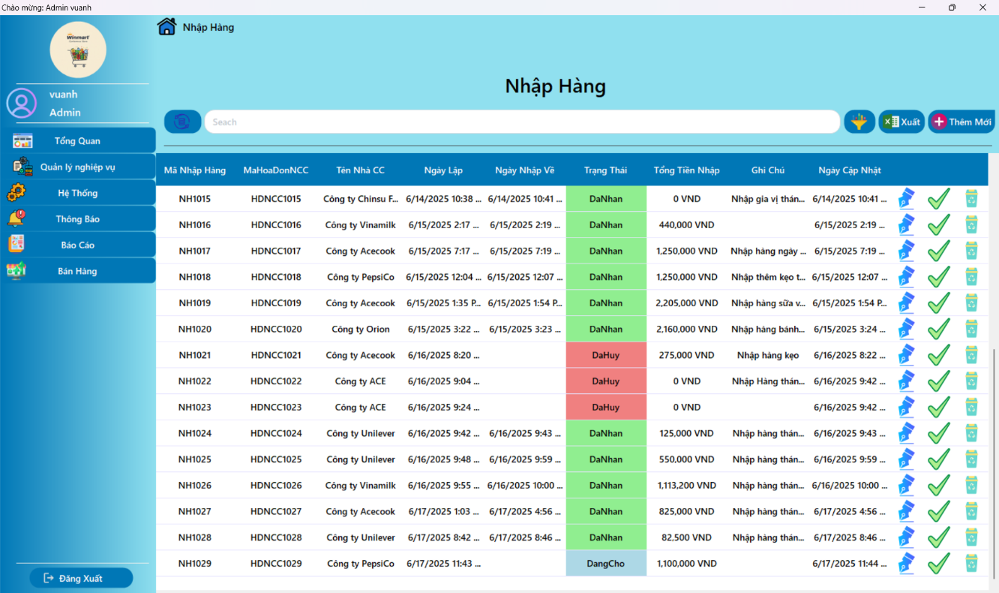 Chào mừng: Admin vuanh
Winmart
Nhập Hàng
vuanh
Admin
Tổng Quan
Quản lý nghiệp vụ
Hệ Thống
Thông Báo
Báo Cáo
Bán Hàng
Đăng Xuất
Nhập Hàng
Seach
Xuất
Thêm Mới
Mã Nhập Hàng MaHoaDonNCC Tên Nhà CC Ngày Lập Ngày Nhập Về Trạng Thái Tổng Tiền Nhập Ghi Chú Ngày Cập Nhật
NH1015 HDNCC1015 Công ty Chinsu F... 6/14/2025 10:38 ... 6/14/2025 10:41 ... DaNhan 0 VND Nhập gia vị thán... 6/14/2025 10:41 ...
NH1016 HDNCC1016 Công ty Vinamilk 6/15/2025 2:17 ... 6/15/2025 2:19 ... DaNhan 440,000 VND 6/15/2025 2:19 ...
NH1017 HDNCC1017 Công ty Acecook 6/15/2025 7:17 ... 6/15/2025 7:19 ... DaNhan 1,250,000 VND Nhập hàng ngày ... 6/15/2025 7:19 ...
NH1018 HDNCC1018 Công ty PepsiCo 6/15/2025 12:04 ... 6/15/2025 12:07 ... DaNhan 1,250,000 VND Nhập thêm kẹo t... 6/15/2025 12:07 ...
NH1019 HDNCC1019 Công ty Acecook 6/15/2025 1:35 P... 6/15/2025 1:54 P... DaNhan 2,205,000 VND Nhập hàng sữa v... 6/15/2025 1:54 P...
NH1020 HDNCC1020 Công ty Orion 6/15/2025 3:22 ... 6/15/2025 3:23 ... DaNhan 2,160,000 VND Nhập hàng bánh... 6/15/2025 3:24 ...
NH1021 HDNCC1021 Công ty Acecook 6/16/2025 8:20 ... DaHuy 275,000 VND Nhập hàng kẹo 6/16/2025 8:22 ...
NH1022 HDNCC1022 Công ty ACE 6/16/2025 9:04 ... DaHuy 0 VND Nhập Hàng thán... 6/16/2025 9:42 ...
NH1023 HDNCC1023 Công ty ACE 6/16/2025 9:24 ... DaHuy 0 VND 6/16/2025 9:42 ...
NH1024 HDNCC1024 Công ty Unilever 6/16/2025 9:42 ... 6/16/2025 9:43 ... DaNhan 125,000 VND Nhập hàng thán... 6/16/2025 9:43 ...
NH1025 HDNCC1025 Công ty Unilever 6/16/2025 9:48 ... 6/16/2025 9:59 ... DaNhan 550,000 VND Nhập hàng thán... 6/16/2025 9:59 ...
NH1026 HDNCC1026 Công ty Vinamilk 6/16/2025 9:55 ... 6/16/2025 10:00 ... DaNhan 1,113,200 VND Nhập hàng thán... 6/16/2025 10:00 ...
NH1027 HDNCC1027 Công ty Acecook 6/17/2025 1:03 ... 6/17/2025 4:56 ... DaNhan 825,000 VND Nhập hàng thán... 6/17/2025 4:56 ...
NH1028 HDNCC1028 Công ty Unilever 6/17/2025 8:42 ... 6/17/2025 8:46 ... DaNhan 82,500 VND Nhập hàng thán... 6/17/2025 8:46 ...
NH1029 HDNCC1029 Công ty PepsiCo 6/17/2025 11:43 ... DangCho 1,100,000 VND 6/17/2025 11:44 ...